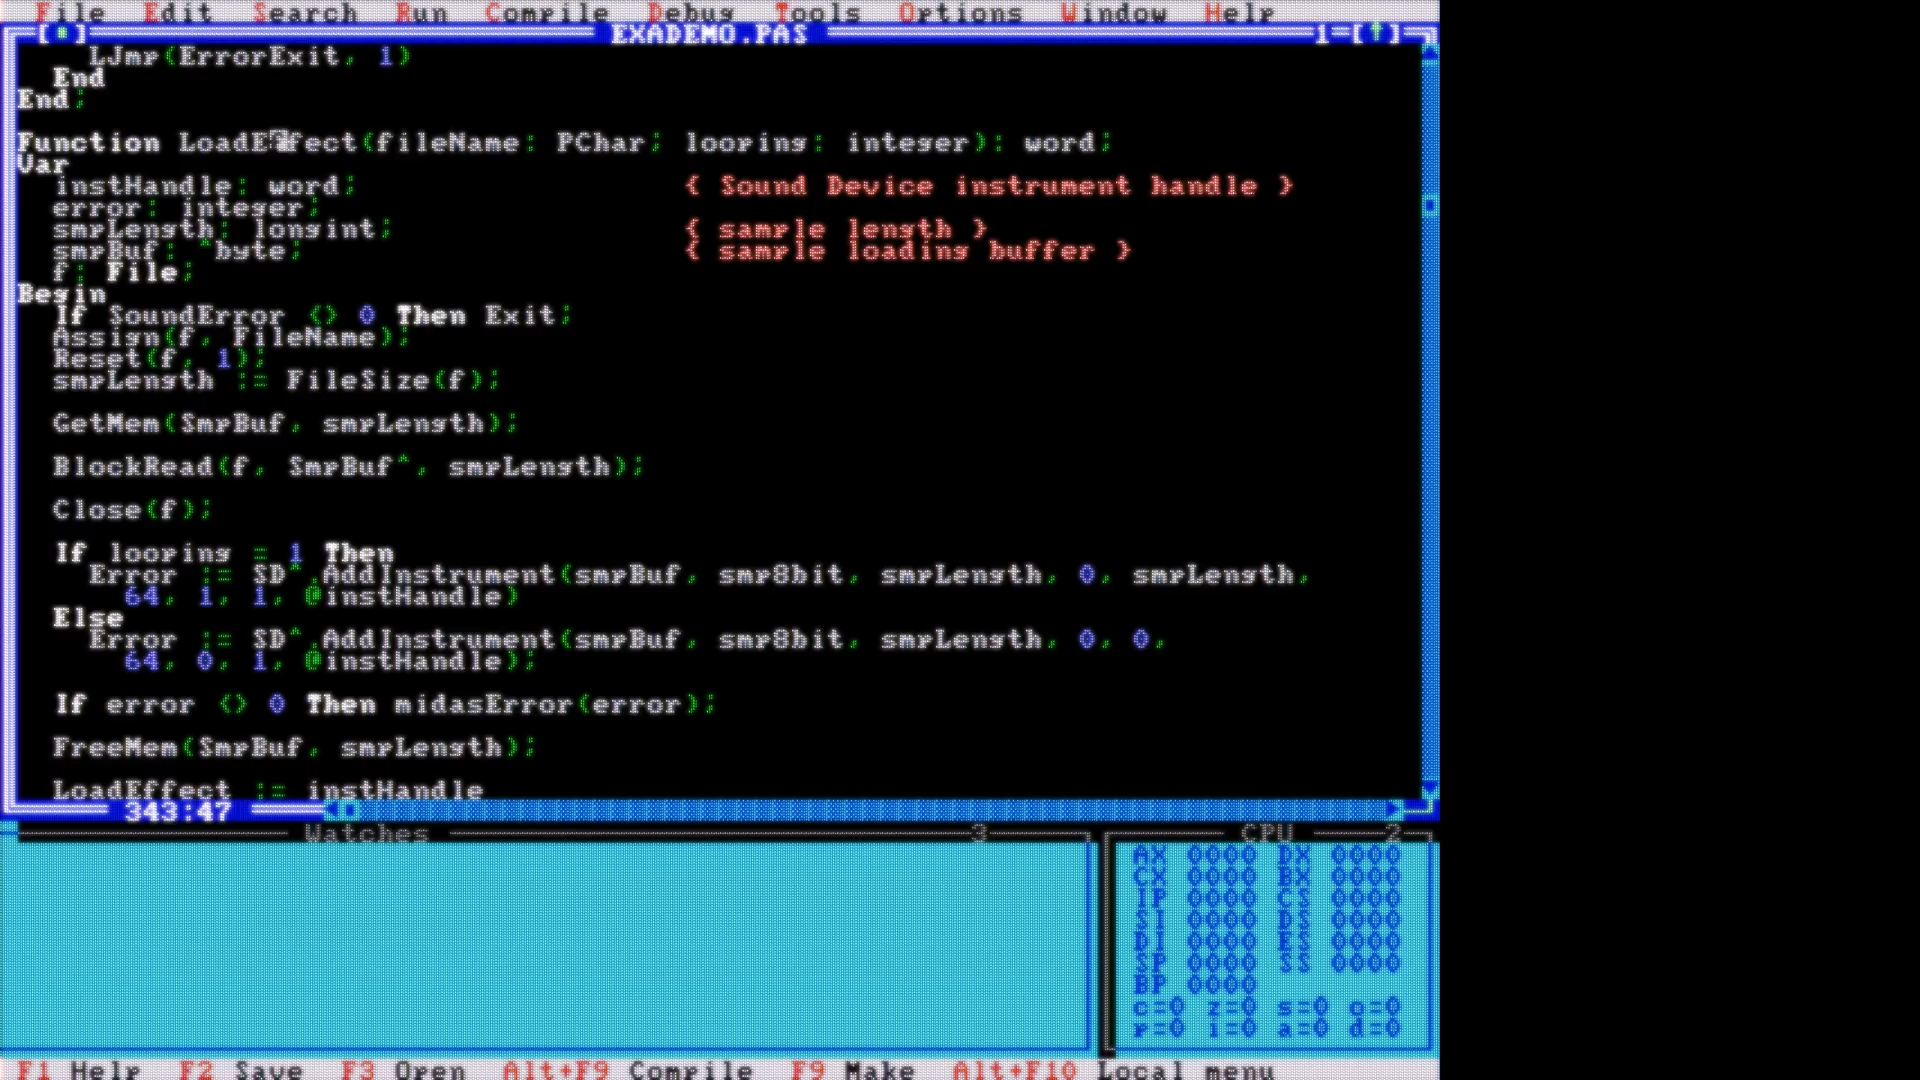 File Edit Search Run Compile Debug Tools Options Window Help
[■] EXADEMO.PAS 1=[↑]
LJmp(ErrorExit, 1)
End
End;
Function LoadEffect(fileName: PChar; looping: integer): word;
Var
instHandle: word; { Sound Device instrument handle }
error: integer;
smpLength: longint; { sample length }
smpBuf: ^byte; { sample loading buffer }
f: File;
Begin
If SoundError <> 0 Then Exit;
Assign(f, FileName);
Reset(f, 1);
smpLength := FileSize(f);
GetMem(SmpBuf, smpLength);
BlockRead(f, SmpBuf^, smpLength);
Close(f);
If looping = 1 Then
Error := SD^.AddInstrument(smpBuf, smp8bit, smpLength, 0, smpLength,
64, 1, 1, @instHandle)
Else
Error := SD^.AddInstrument(smpBuf, smp8bit, smpLength, 0, 0,
64, 0, 1, @instHandle);
If error <> 0 Then midasError(error);
FreeMem(SmpBuf, smpLength);
LoadEffect := instHandle
343:47
Watches 3
CPU 2
AX 0000 DX 0000
CX 0000 BX 0000
IP 0000 CS 0000
SI 0000 DS 0000
DI 0000 ES 0000
SP 0000 SS 0000
BP 0000
c=0 z=0 s=0 o=0
p=0 i=0 a=0 d=0
F1 Help F2 Save F3 Open Alt+F9 Compile F9 Make Alt+F10 Local menu